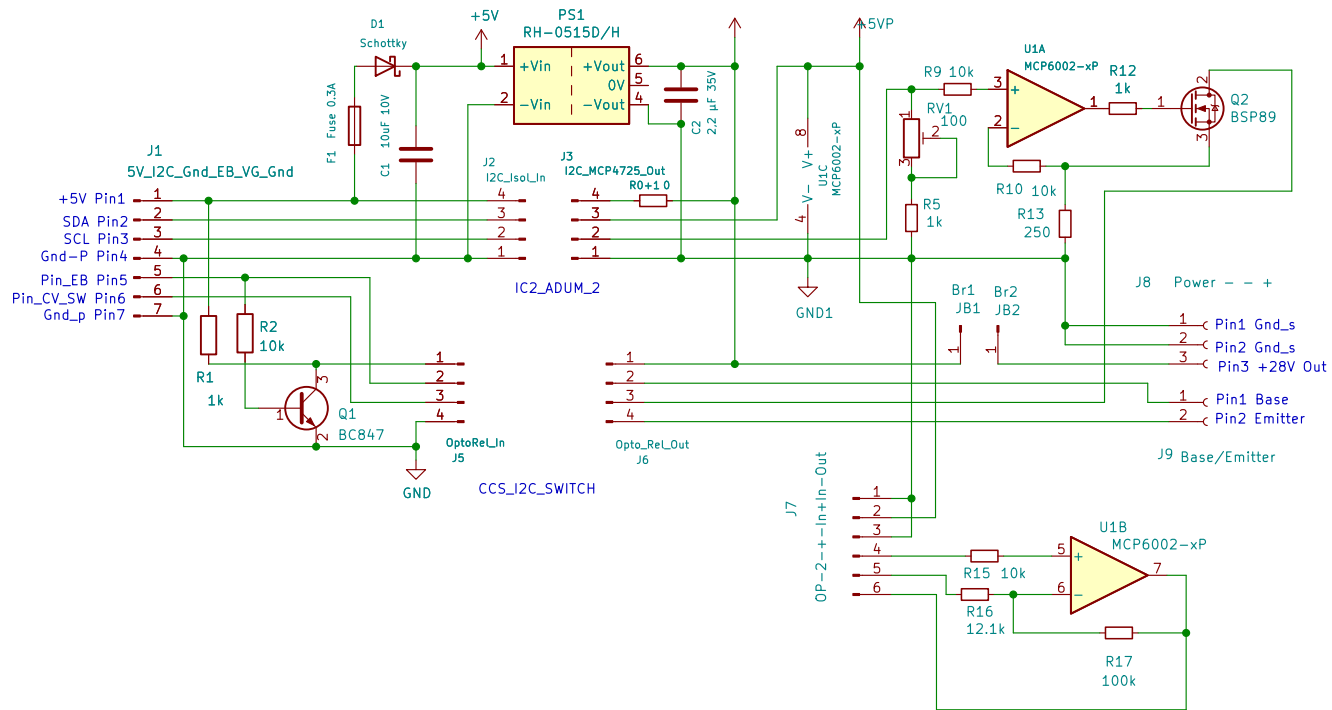 PS1
RH-0515D/H
+5V
D1
Schottky
+5VP
U1A
MCP6002-xP
1 +Vin
+Vout 6
0V 5
2 -Vin
-Vout 4
Fuse 0.3A
F1
10uF 10V
C1
2,2 µF 35V
C2
8
V+
V-
4
U1C
MCP6002-xP
R9 10k
RV1
100
1
2
3
R5
1k
3
+
2
-
1
R12
1k
1
2
3
Q2
BSP89
R10 10k
R13
250
J1
5V_I2C_Gnd_EB_VG_Gnd
+5V Pin1 1
SDA Pin2 2
SCL Pin3 3
Gnd-P Pin4 4
Pin_EB Pin5 5
Pin_CV_SW Pin6 6
Gnd_p Pin7 7
J2
I2C_Isol_In
4
3
2
1
J3
I2C_MCP4725_Out
R0+1 0
4
3
2
1
IC2_ADUM_2
GND1
Br1
JB1
1
Br2
JB2
1
J8 Power - - +
1 Pin1 Gnd_s
2 Pin2 Gnd_s
3 Pin3 +28V Out
1 Pin1 Base
2 Pin2 Emitter
J9 Base/Emitter
R1
1k
R2
10k
1
2
3
Q1
BC847
1
2
3
4
OptoRel_In
J5
GND
1
2
3
4
Opto_Rel_Out
J6
CCS_I2C_SWITCH
J7
OP-2-+-In+In-Out
1
2
3
4
5
6
R15 10k
R16
12.1k
U1B
MCP6002-xP
5
+
6
-
7
R17
100k